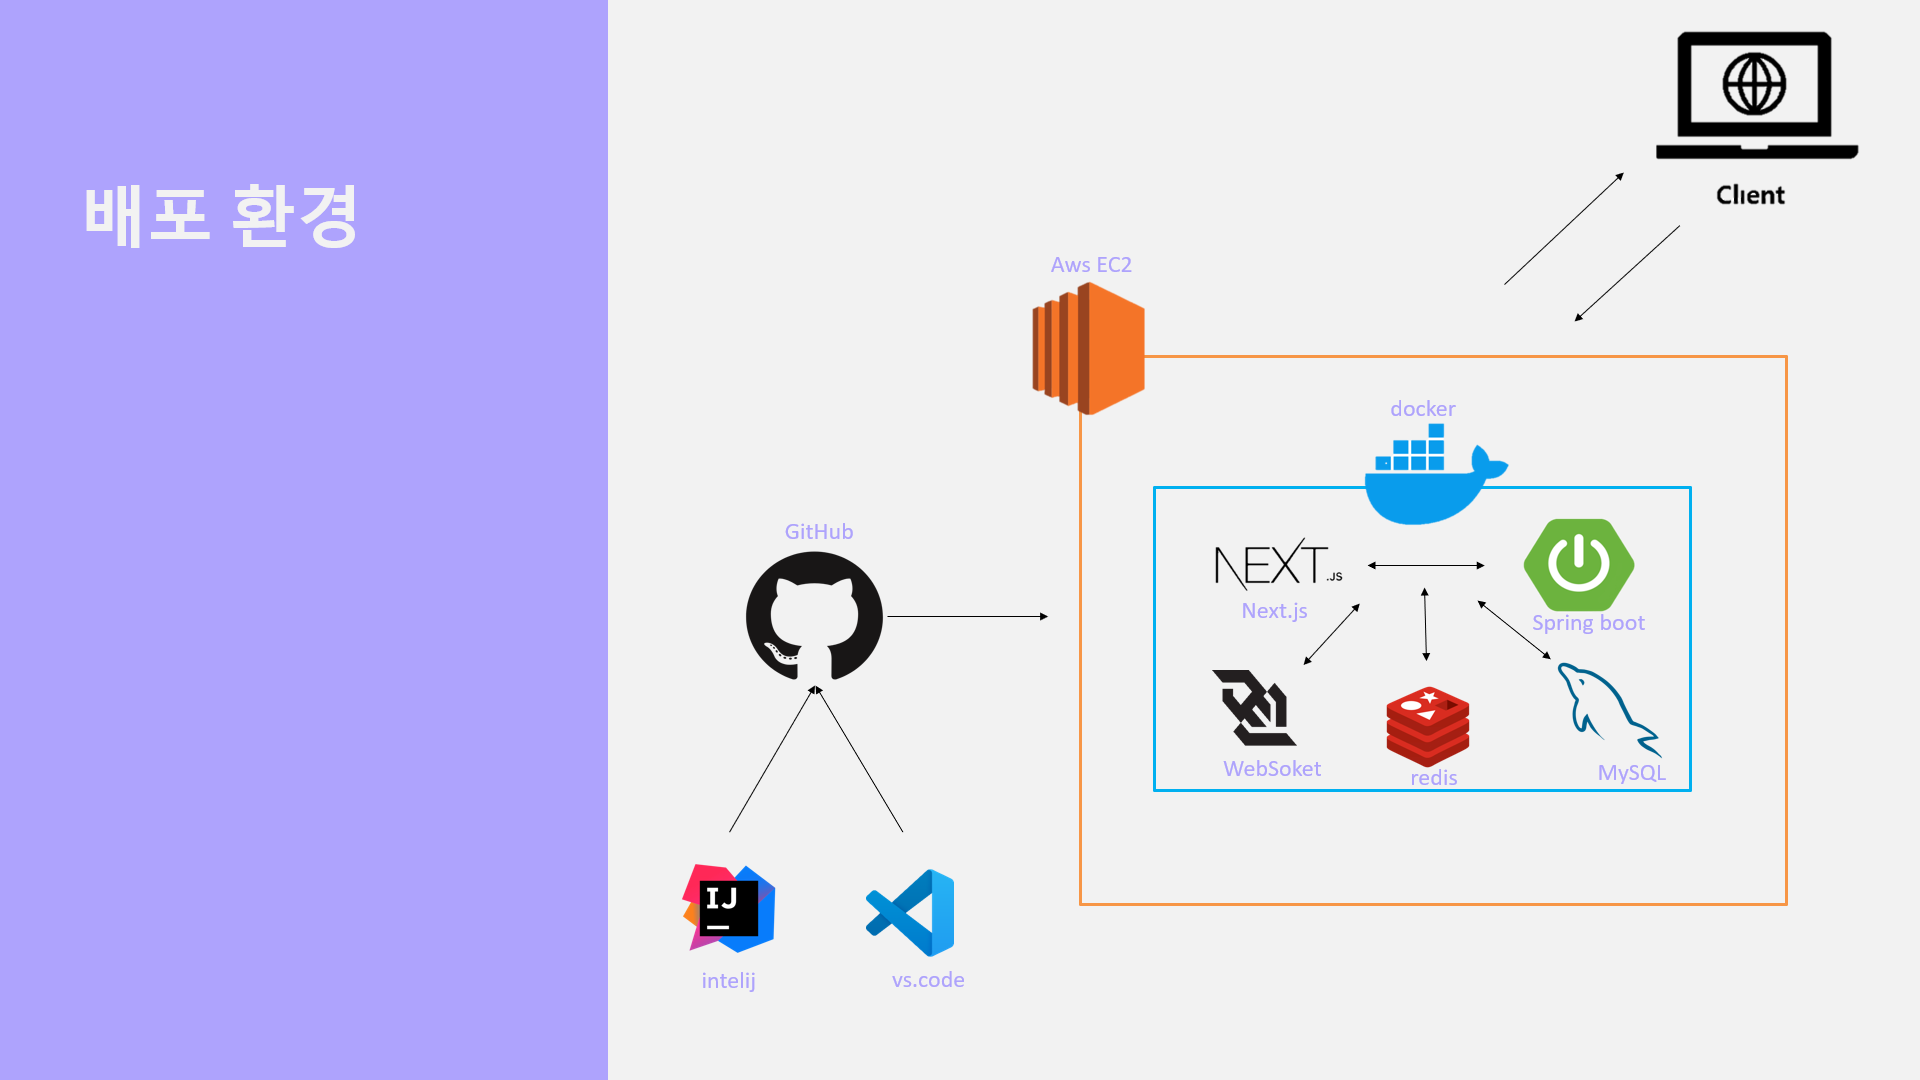 배포 환경
Client
Aws EC2
docker
GitHub
NEXT.JS
Next.js
Spring boot
WebSoket
redis
MySQL
IJ
intelij
vs.code